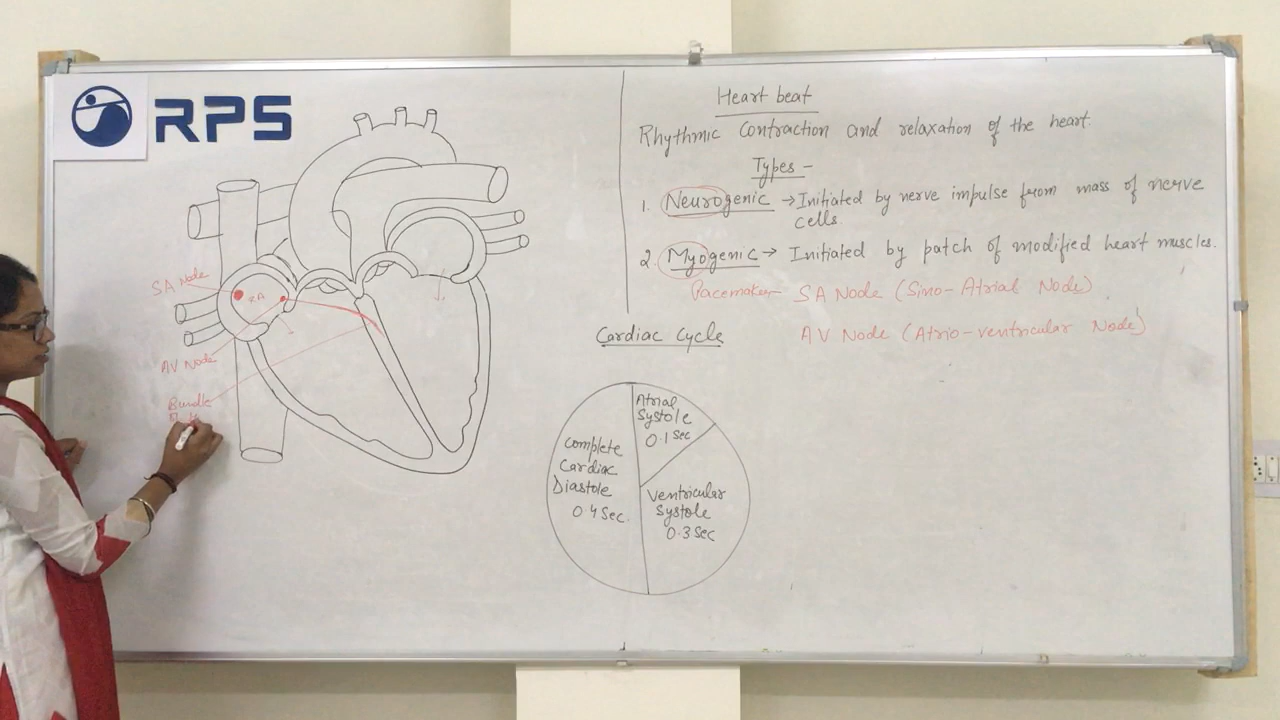 RPS
SA Node
RA
AV Node
Bundle
Heart beat
Rhythmic Contraction and relaxation of the heart.
Types -
1. Neurogenic → Initiated by nerve impulse from mass of nerve
cells.
2. Myogenic → Initiated by patch of modified heart muscles.
Pacemaker - SA Node (Sino-Atrial Node)
AV Node (Atrio-ventricular Node)
Cardiac Cycle
Atrial
Systole
0.1 Sec
Complete
Cardiac
Diastole
0.4 Sec.
Ventricular
Systole
0.3 Sec